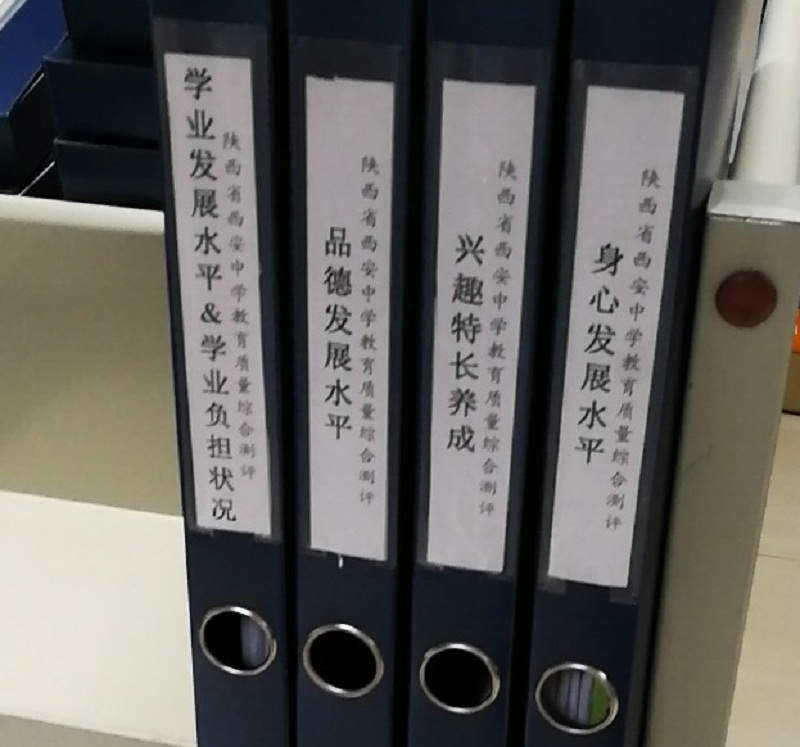 陕西省西安中学教育质量综合测评
学业发展水平&学业负担状况
陕西省西安中学教育质量综合测评
品德发展水平
陕西省西安中学教育质量综合测评
兴趣特长养成
陕西省西安中学教育质量综合测评
身心发展水平